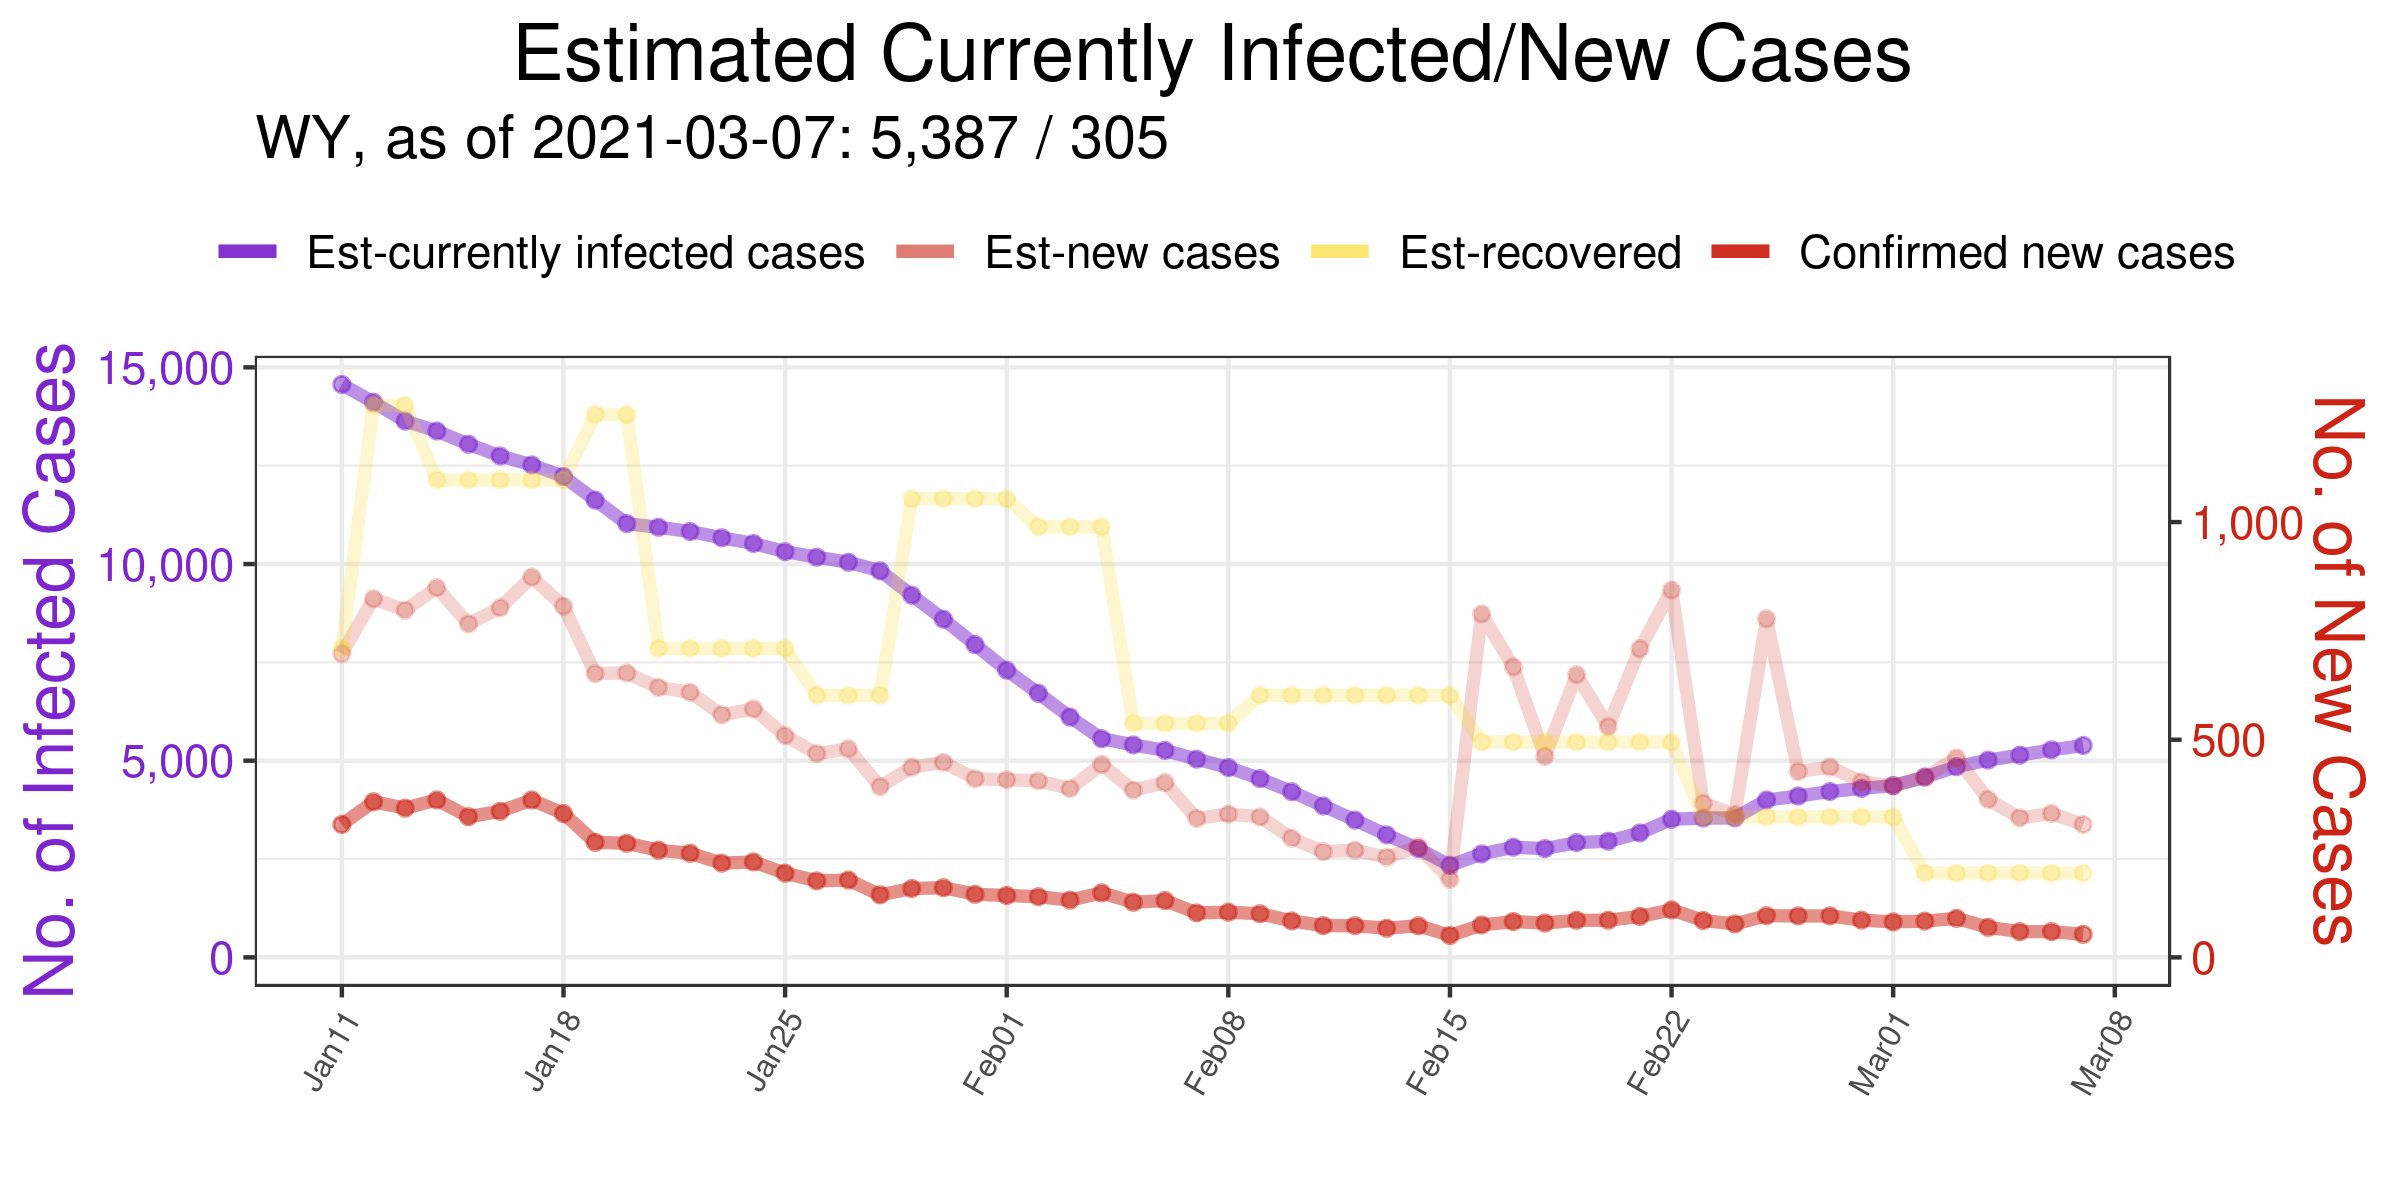 Estimated Currently Infected/New Cases
WY, as of 2021-03-07: 5,387 / 305
Est-currently infected cases
Est-new cases
Est-recovered
Confirmed new cases
No. of Infected Cases
15,000
10,000
5,000
0
1,000
500
0
No. of New Cases
Jan11
Jan18
Jan25
Feb01
Feb08
Feb15
Feb22
Mar01
Mar08